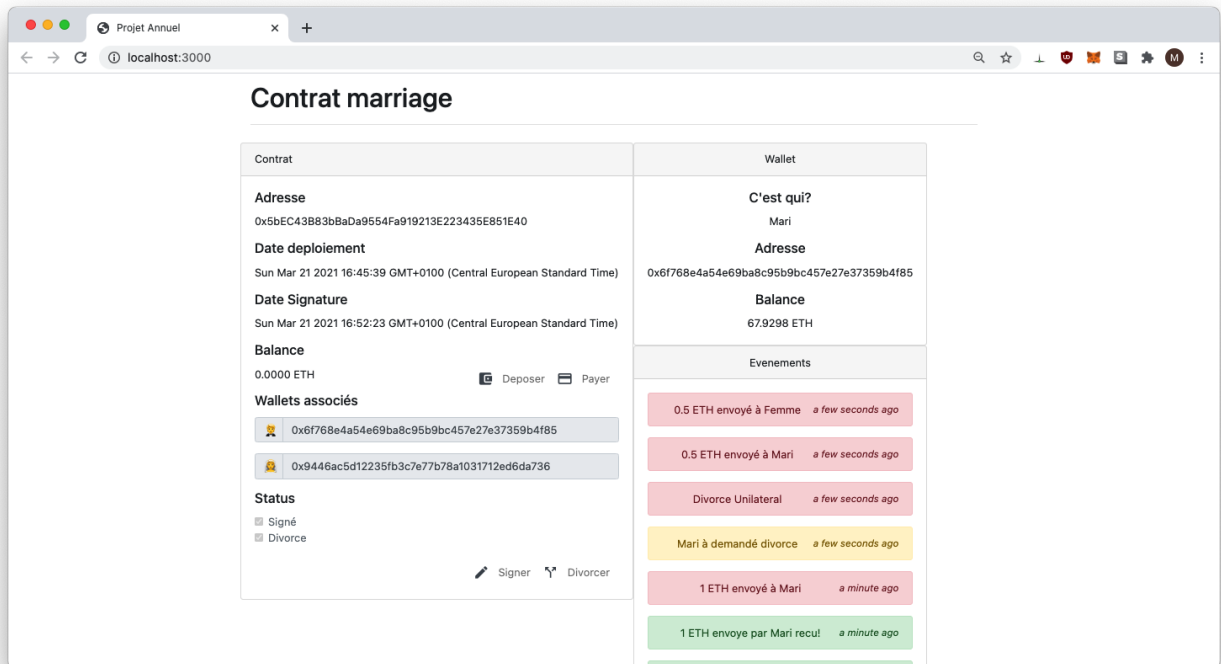 Projet Annuel
localhost:3000
M
Contrat marriage
Contrat
Adresse
0x5bEC43B83bBaDa9554Fa919213E223435E851E40
Date deploiement
Sun Mar 21 2021 16:45:39 GMT+0100 (Central European Standard Time)
Date Signature
Sun Mar 21 2021 16:52:23 GMT+0100 (Central European Standard Time)
Balance
0.0000 ETH
Deposer Payer
Wallets associés
0x6f768e4a54e69ba8c95b9bc457e27e37359b4f85
0x9446ac5d12235fb3c7e77b78a1031712ed6da736
Status
Signé
Divorce
Signer Divorcer
Wallet
C'est qui?
Mari
Adresse
0x6f768e4a54e69ba8c95b9bc457e27e37359b4f85
Balance
67.9298 ETH
Evenements
0.5 ETH envoyé à Femme a few seconds ago
0.5 ETH envoyé à Mari a few seconds ago
Divorce Unilateral a few seconds ago
Mari à demandé divorce a few seconds ago
1 ETH envoyé à Mari a minute ago
1 ETH envoye par Mari recu! a minute ago